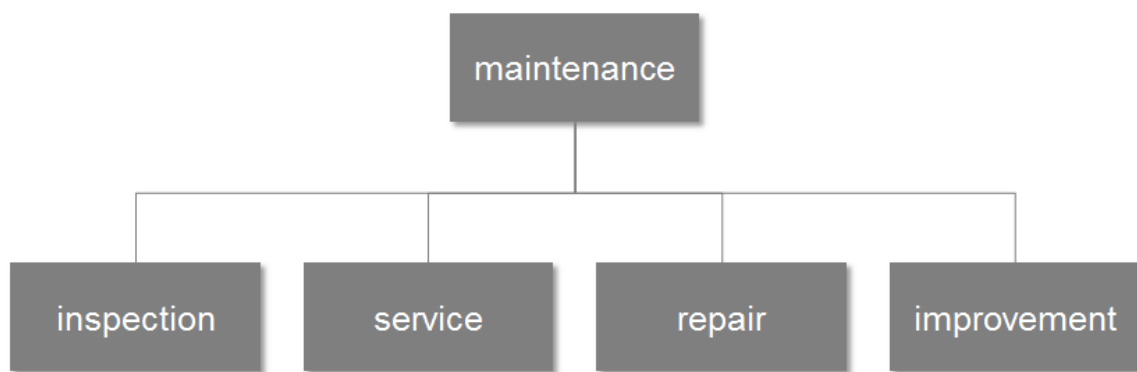 maintenance
inspection
service
repair
improvement